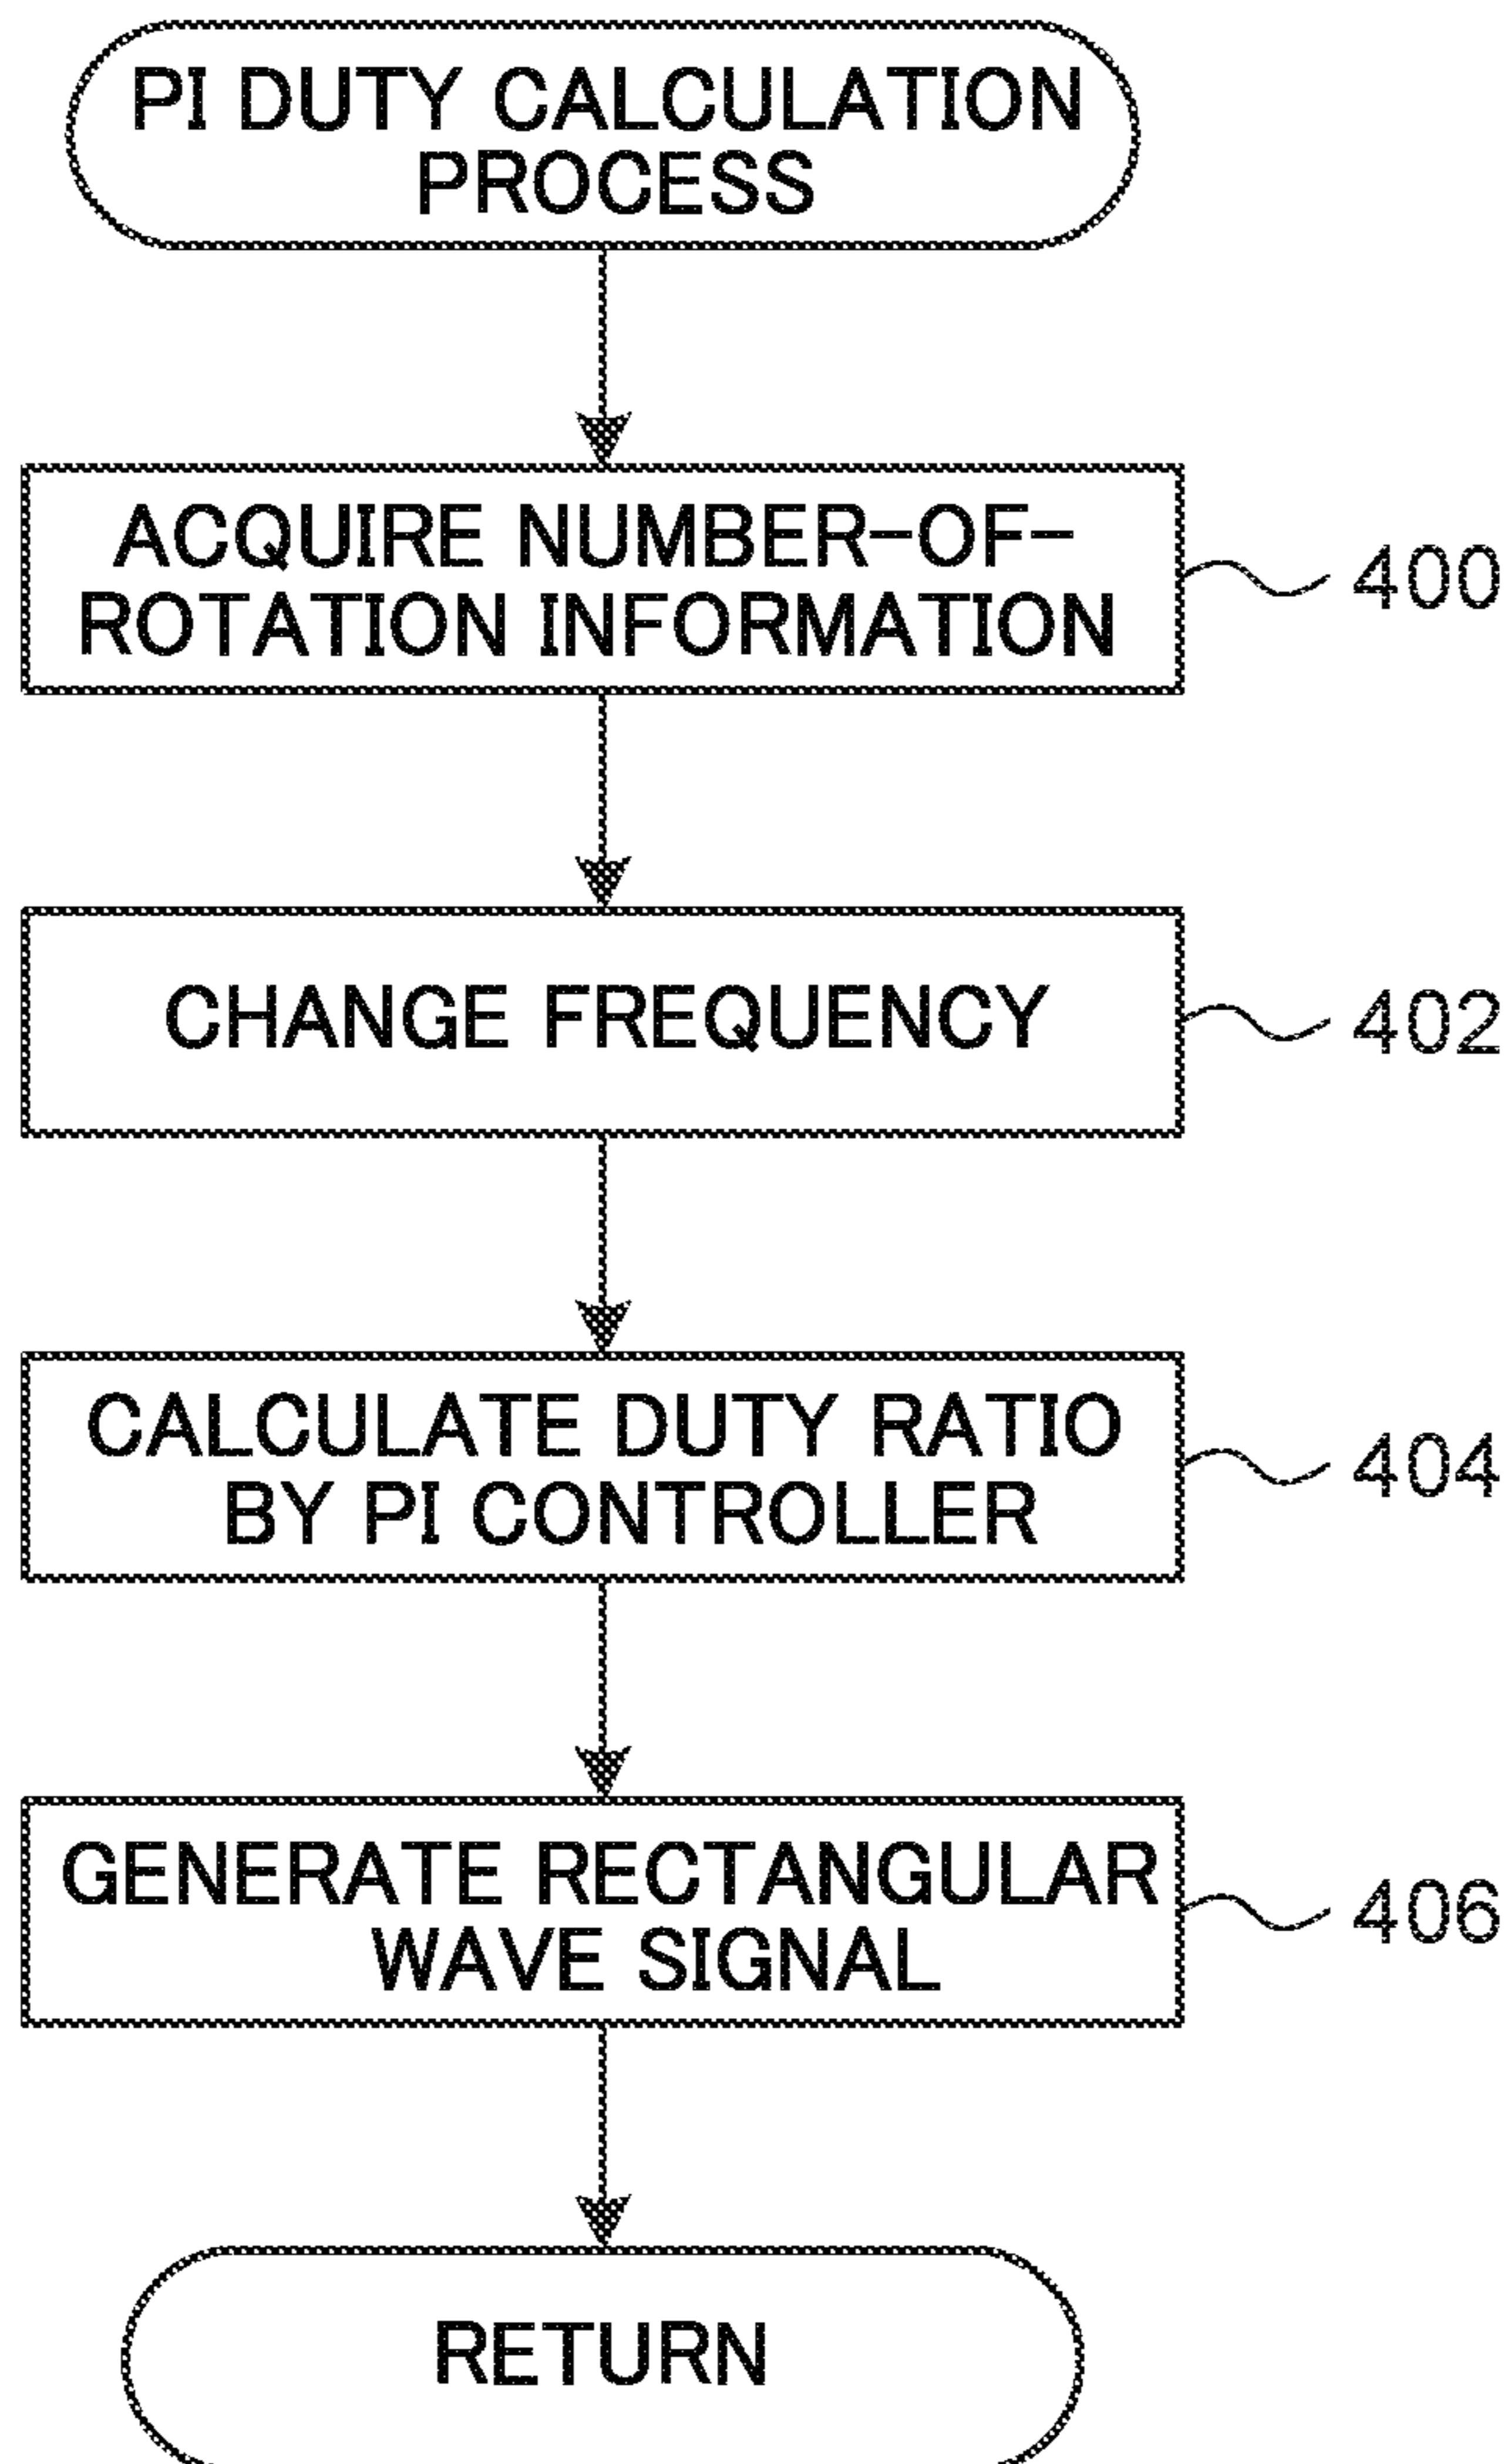 PI DUTY CALCULATION
PROCESS
ACQUIRE NUMBER-OF-
ROTATION INFORMATION
400
CHANGE FREQUENCY
402
CALCULATE DUTY RATIO
BY PI CONTROLLER
404
GENERATE RECTANGULAR
WAVE SIGNAL
406
RETURN